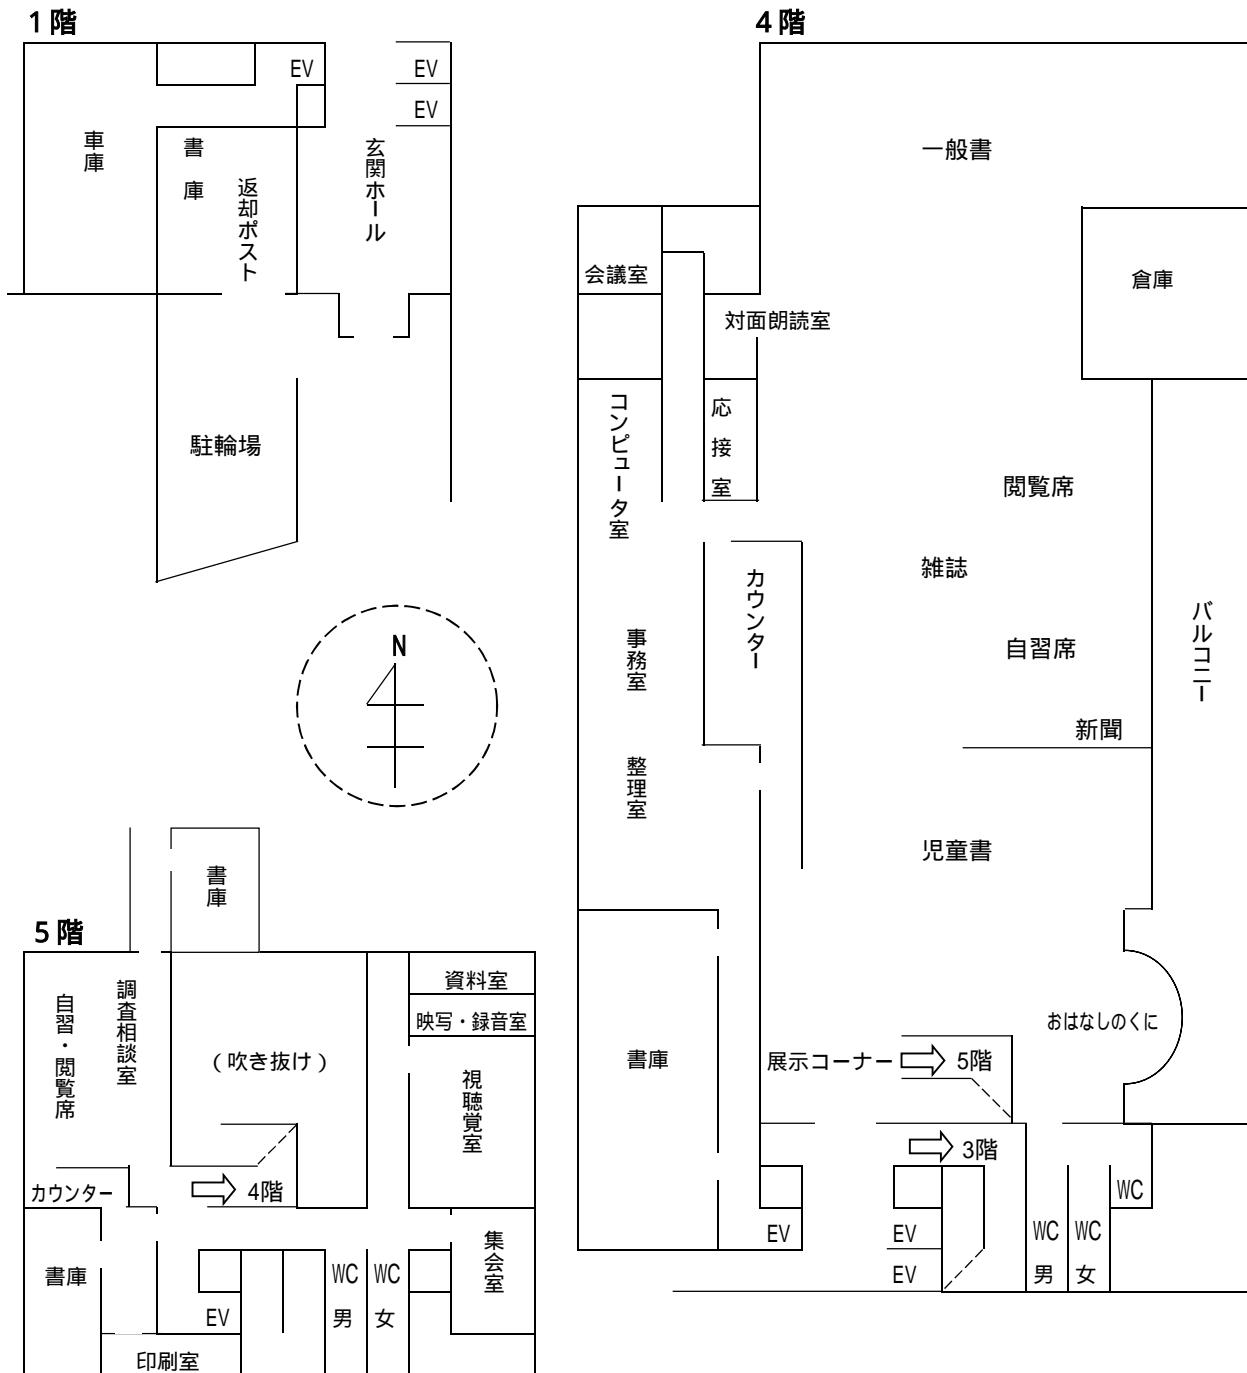 1階
EV
EV
EV
車庫
書庫
返却ポスト
玄関ホール
駐輪場
N
4階
一般書
倉庫
会議室
対面朗読室
コンピュータ室
応接室
閲覧席
雑誌
カウンター
自習席
バルコニー
事務室
新聞
整理室
児童書
おはなしのくに
書庫
展示コーナー
5階
3階
WC
EV
EV
EV
WC
男
WC
女
5階
書庫
資料室
映写・録音室
自習・閲覧席
調査相談室
(吹き抜け)
視聴覚室
カウンター
4階
書庫
集会室
EV
WC
男
WC
女
印刷室